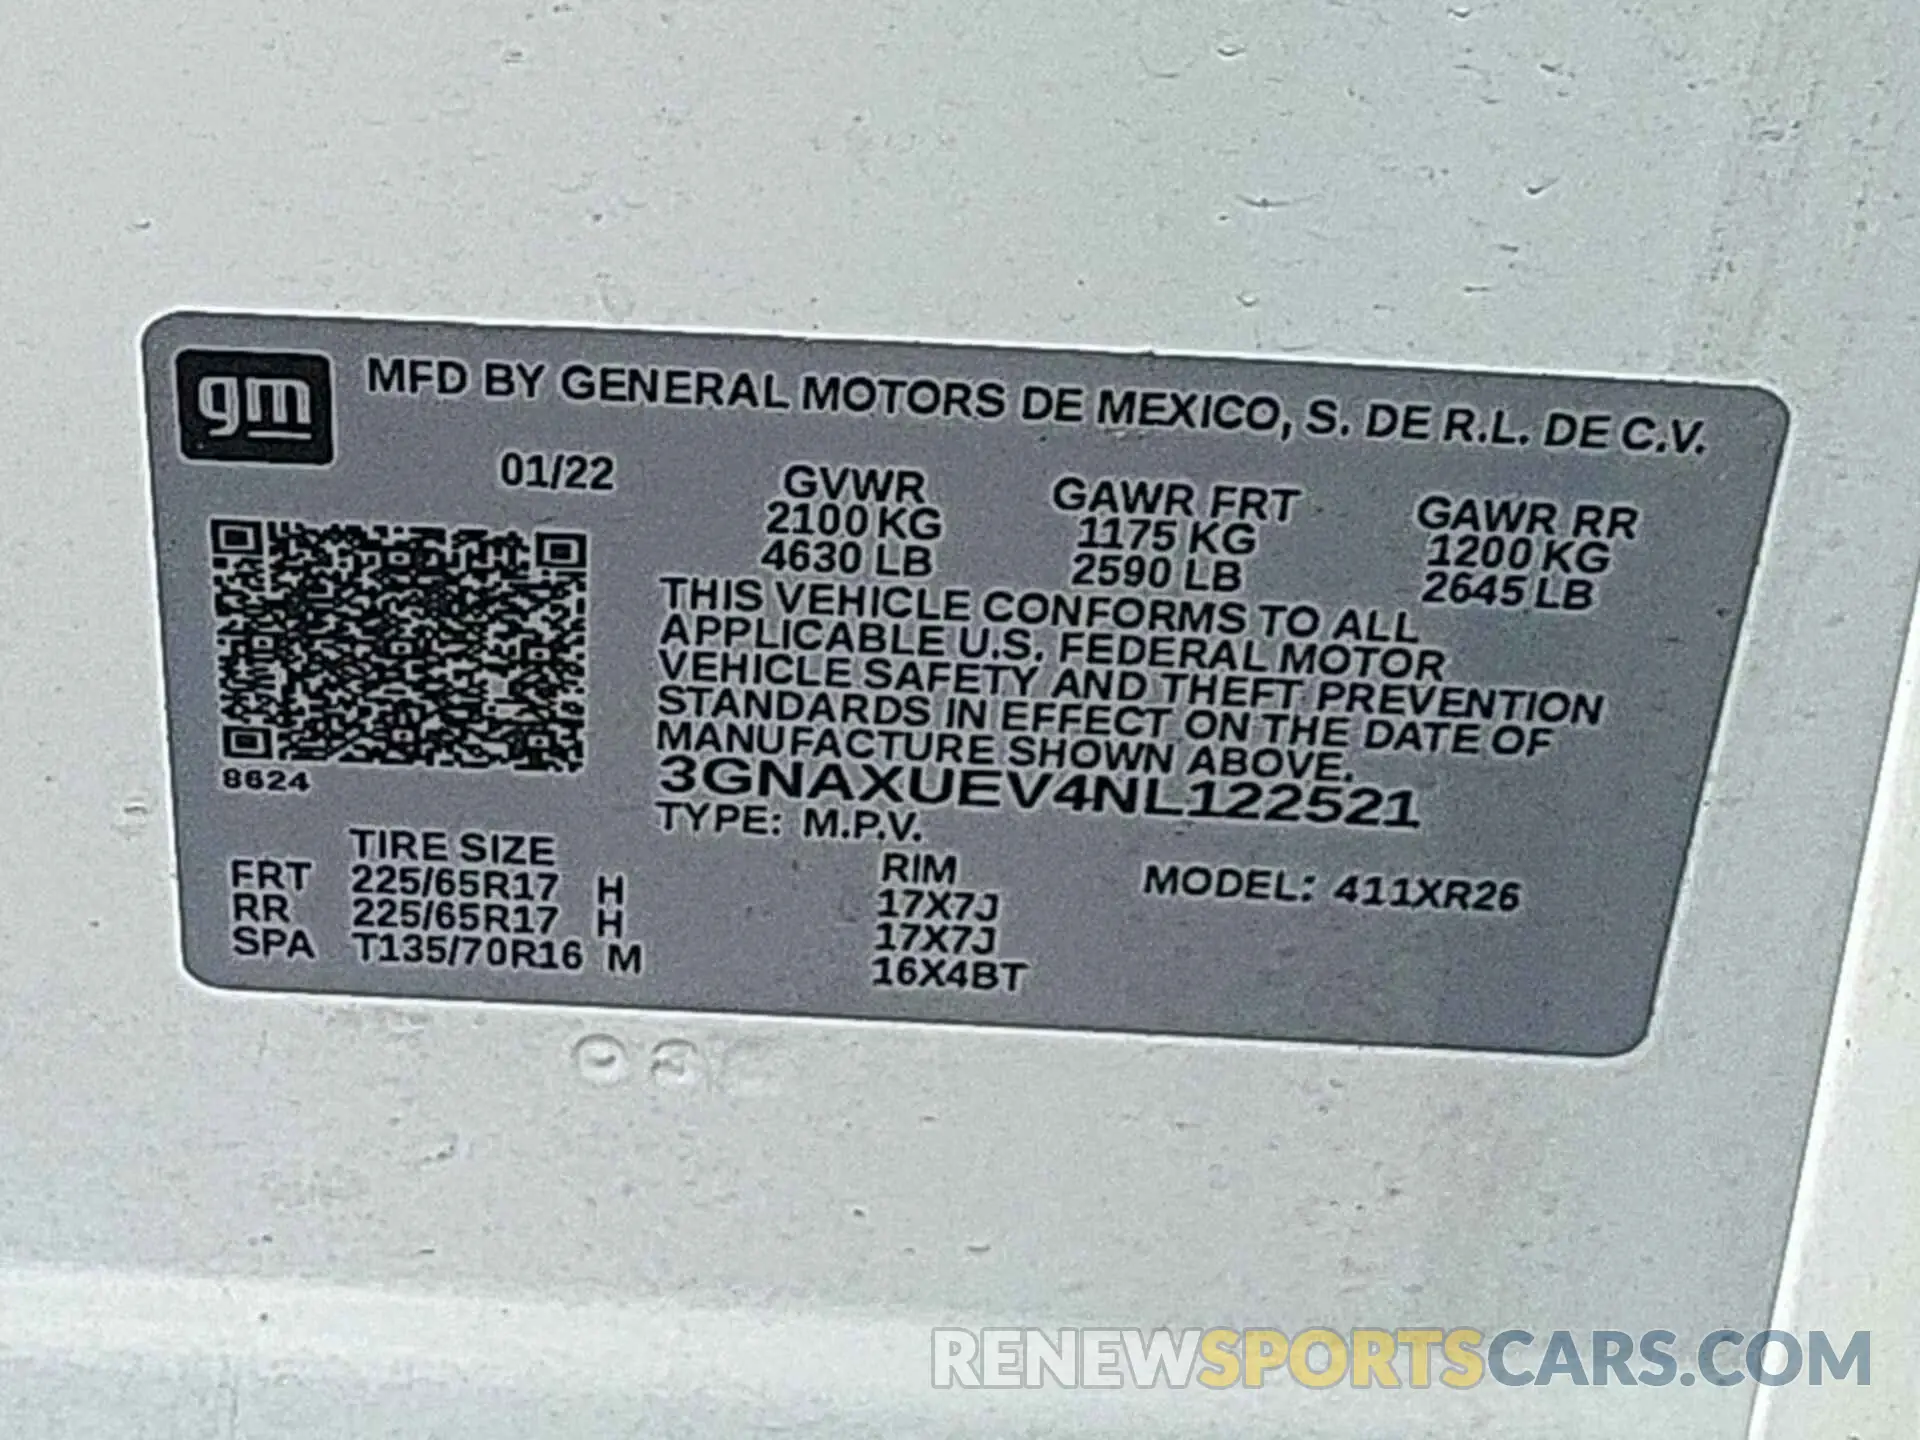 gm MFD BY GENERAL MOTORS DE MEXICO, S. DE R.L. DE C.V.
01/22 GVWR GAWR FRT GAWR RR
2100 KG 1175 KG 1200 KG
4630 LB 2590 LB 2645 LB
THIS VEHICLE CONFORMS TO ALL
APPLICABLE U.S. FEDERAL MOTOR
VEHICLE SAFETY AND THEFT PREVENTION
STANDARDS IN EFFECT ON THE DATE OF
MANUFACTURE SHOWN ABOVE.
8624 3GNAXUEV4NL122521
TYPE: M.P.V.
TIRE SIZE RIM MODEL: 411XR26
FRT 225/65R17 H 17X7J
RR 225/65R17 H 17X7J
SPA T135/70R16 M 16X4BT
RENEWSPORTSCARS.COM